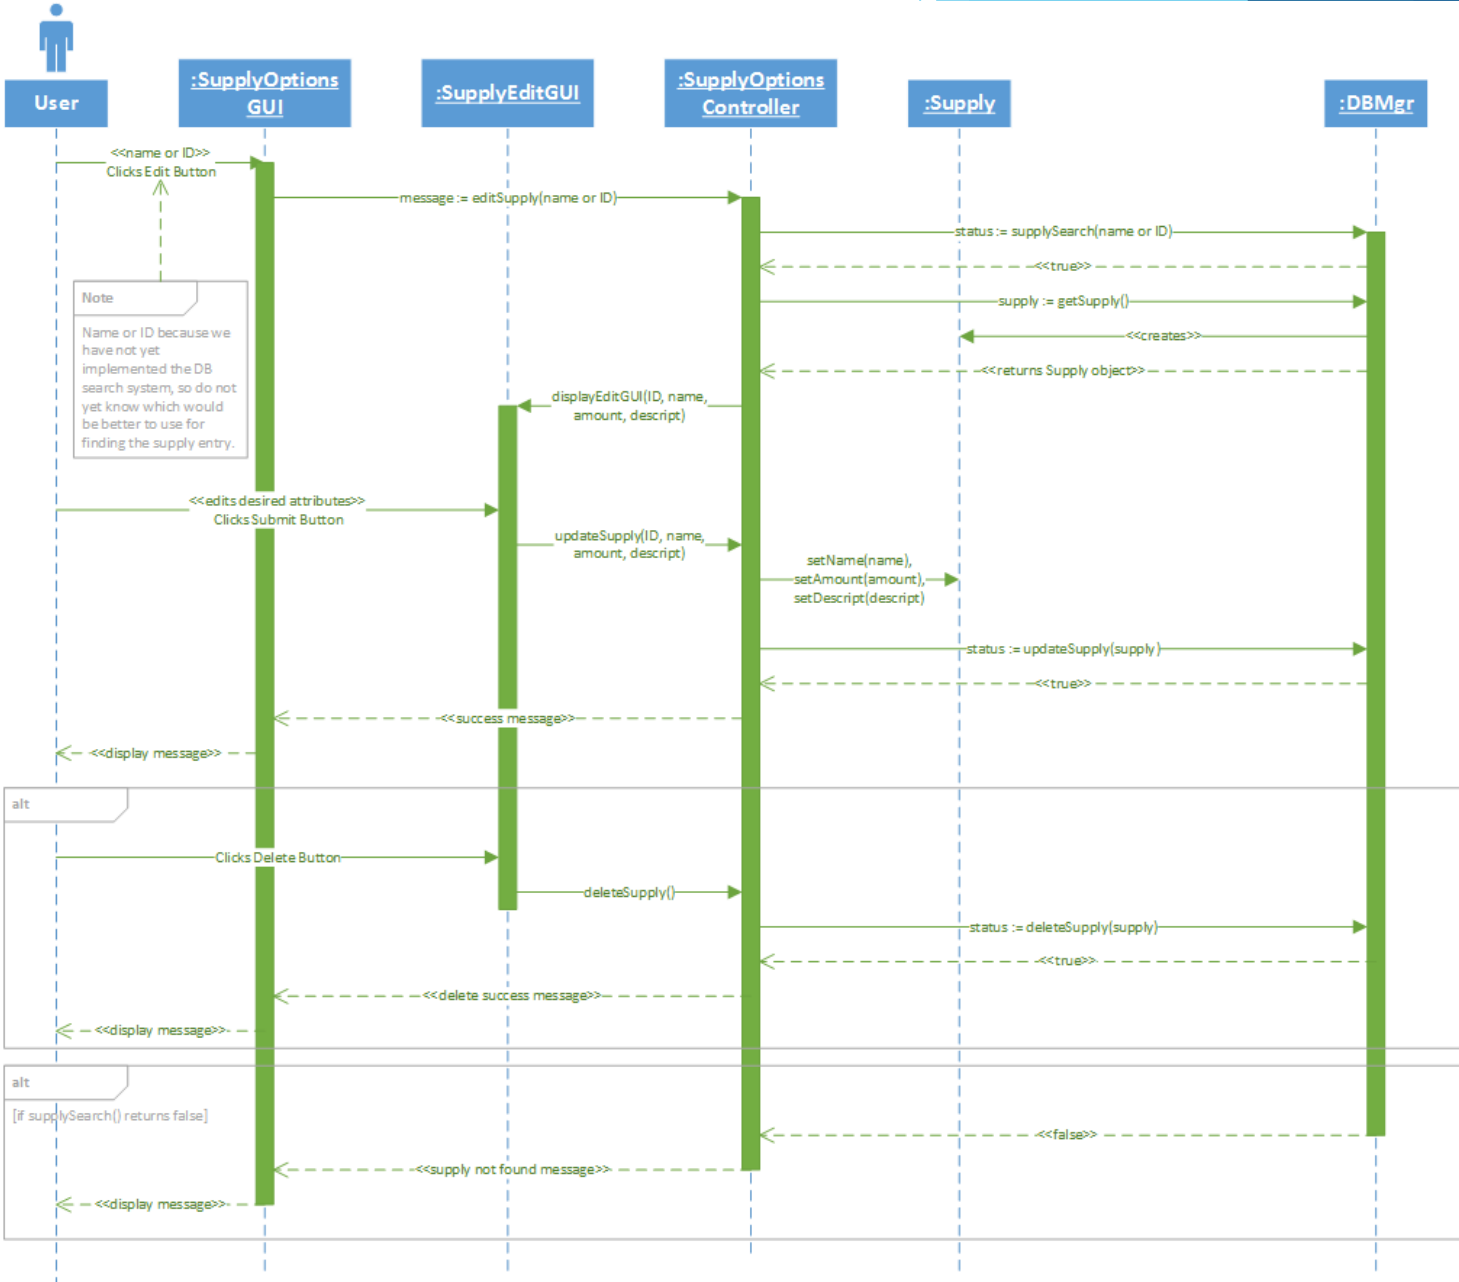 User
:SupplyOptions
GUI
:SupplyEditGUI
:SupplyOptions
Controller
:Supply
:DBMgr
<<name or ID>>
Clicks Edit Button
message := editSupply(name or ID)
status := supplySearch(name or ID)
<<true>>
Note
Name or ID because we
have not yet
implemented the DB
search system, so do not
yet know which would
be better to use for
finding the supply entry.
supply := getSupply()
<<creates>>
<<returns Supply object>>
displayEditGUI(ID, name,
amount, descript)
<<edits desired attributes>>
Clicks Submit Button
updateSupply(ID, name,
amount, descript)
setName(name),
setAmount(amount),
setDescript(descript)
status := updateSupply(supply)
<<true>>
<<success message>>
<<display message>>
alt
Clicks Delete Button
deleteSupply()
status := deleteSupply(supply)
<<true>>
<<delete success message>>
<<display message>>
alt
[if supplySearch() returns false]
<<false>>
<<supply not found message>>
<<display message>>